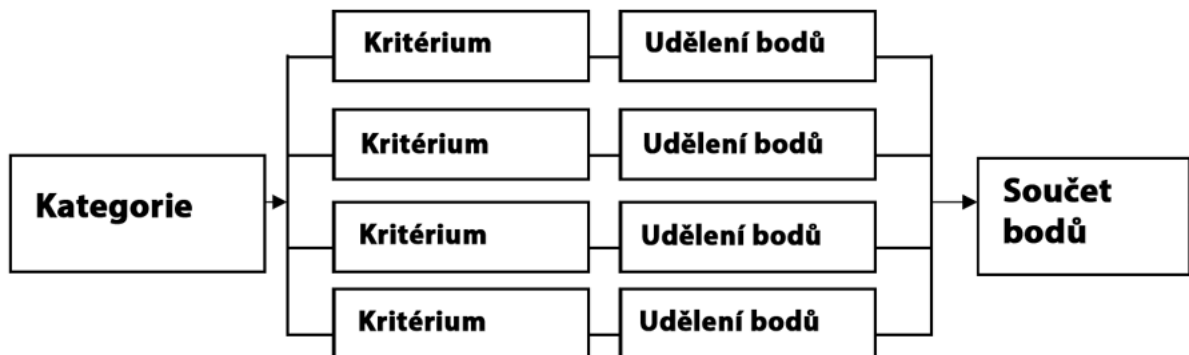 Kategorie
Kritérium
Udělení bodů
Kritérium
Udělení bodů
Kritérium
Udělení bodů
Kritérium
Udělení bodů
Součet
bodů